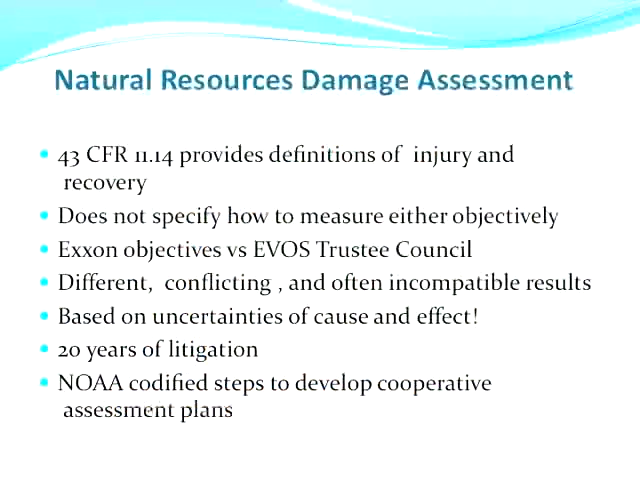 Natural Resources Damage Assessment
43 CFR 11.14 provides definitions of injury and
recovery
Does not specify how to measure either objectively
Exxon objectives vs EVOS Trustee Council
Different, conflicting , and often incompatible results
Based on uncertainties of cause and effect!
20 years of litigation
NOAA codified steps to develop cooperative
assessment plans